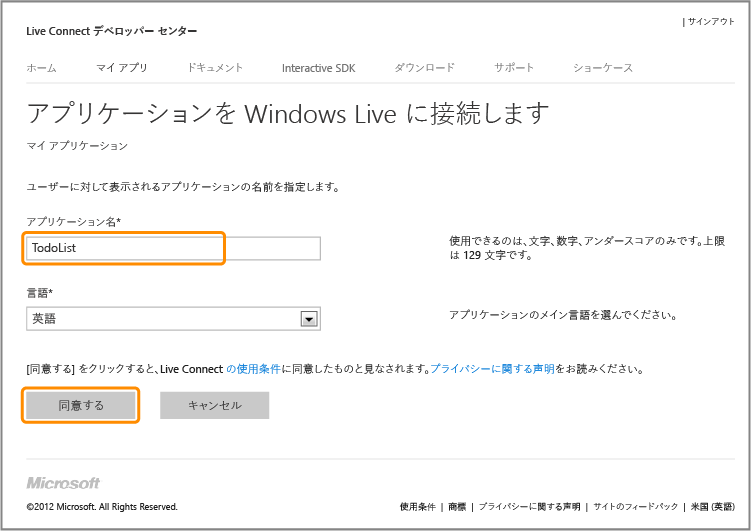 | サインアウト
Live Connect デベロッパー センター
ホーム マイ アプリ ドキュメント Interactive SDK ダウンロード サポート ショーケース
アプリケーションを Windows Live に接続します
マイ アプリケーション
ユーザーに対して表示されるアプリケーションの名前を指定します。
アプリケーション名*
TodoList
使用できるのは、文字、数字、アンダースコアのみです。上限
は 129 文字です。
言語*
英語
アプリケーションのメイン言語を選んでください。
[同意する] をクリックすると、Live Connect の使用条件に同意したものと見なされます。プライバシーに関する声明をお読みください。
同意する キャンセル
Microsoft
©2012 Microsoft. All Rights Reserved.
使用条件 | 商標 | プライバシーに関する声明 | サイトのフィードバック | 米国 (英語)